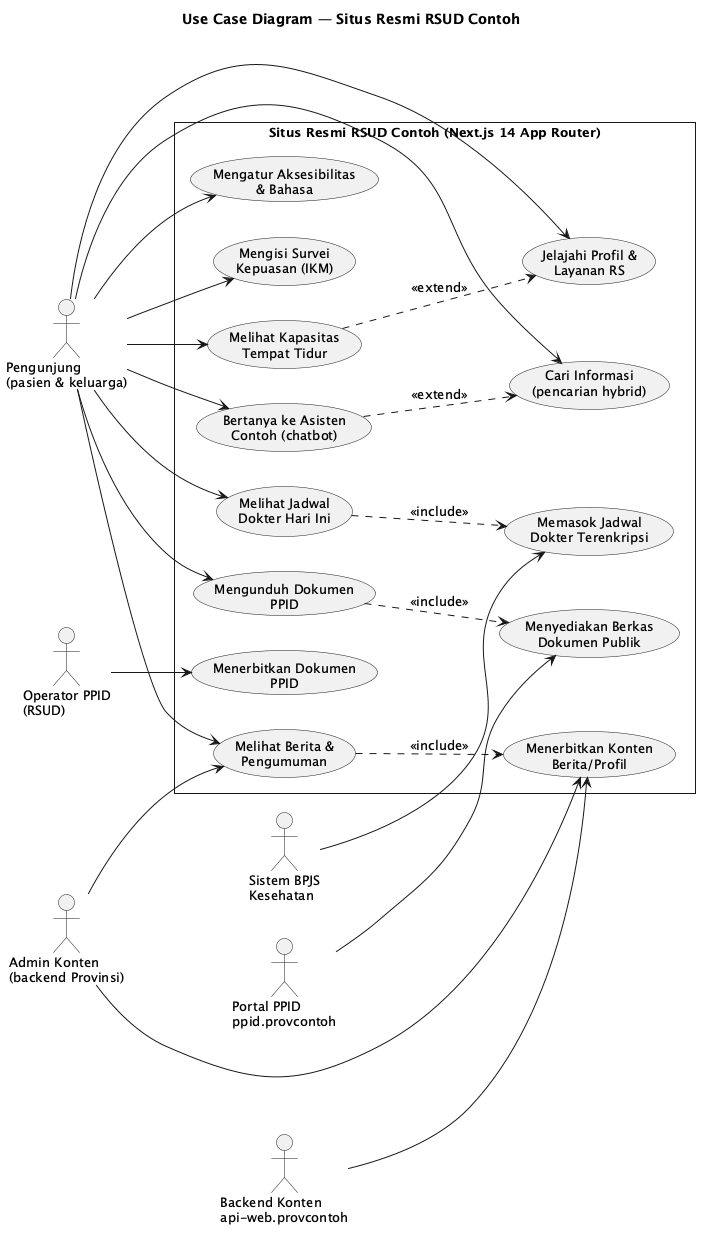 Use Case Diagram — Situs Resmi RSUD Contoh
Situs Resmi RSUD Contoh (Next.js 14 App Router)
Mengatur Aksesibilitas
& Bahasa
Mengisi Survei
Kepuasan (IKM)
Jelajahi Profil &
Layanan RS
«extend»
Melihat Kapasitas
Tempat Tidur
Pengunjung
(pasien & keluarga)
Cari Informasi
(pencarian hybrid)
«extend»
Bertanya ke Asisten
Contoh (chatbot)
Melihat Jadwal
Dokter Hari Ini
«include»
Memasok Jadwal
Dokter Terenkripsi
Mengunduh Dokumen
PPID
«include»
Menyediakan Berkas
Dokumen Publik
Operator PPID
(RSUD)
Menerbitkan Dokumen
PPID
Melihat Berita &
Pengumuman
«include»
Menerbitkan Konten
Berita/Profil
Sistem BPJS
Kesehatan
Admin Konten
(backend Provinsi)
Portal PPID
ppid.provcontoh
Backend Konten
api-web.provcontoh